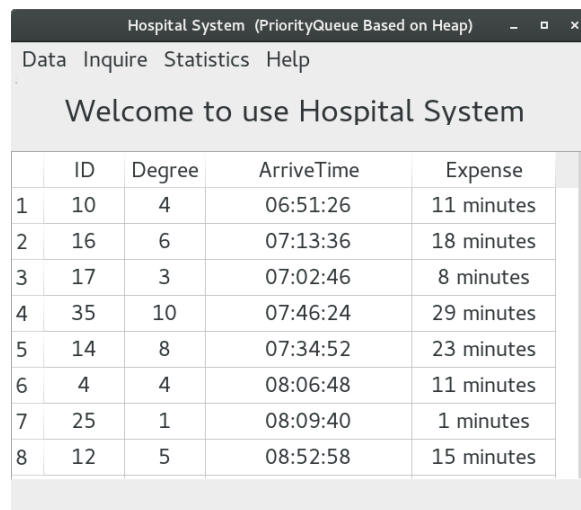 Hospital System (PriorityQueue Based on Heap)
Data Inquire Statistics Help
Welcome to use Hospital System
ID Degree ArriveTime Expense
1 10 4 06:51:26 11 minutes
2 16 6 07:13:36 18 minutes
3 17 3 07:02:46 8 minutes
4 35 10 07:46:24 29 minutes
5 14 8 07:34:52 23 minutes
6 4 4 08:06:48 11 minutes
7 25 1 08:09:40 1 minutes
8 12 5 08:52:58 15 minutes